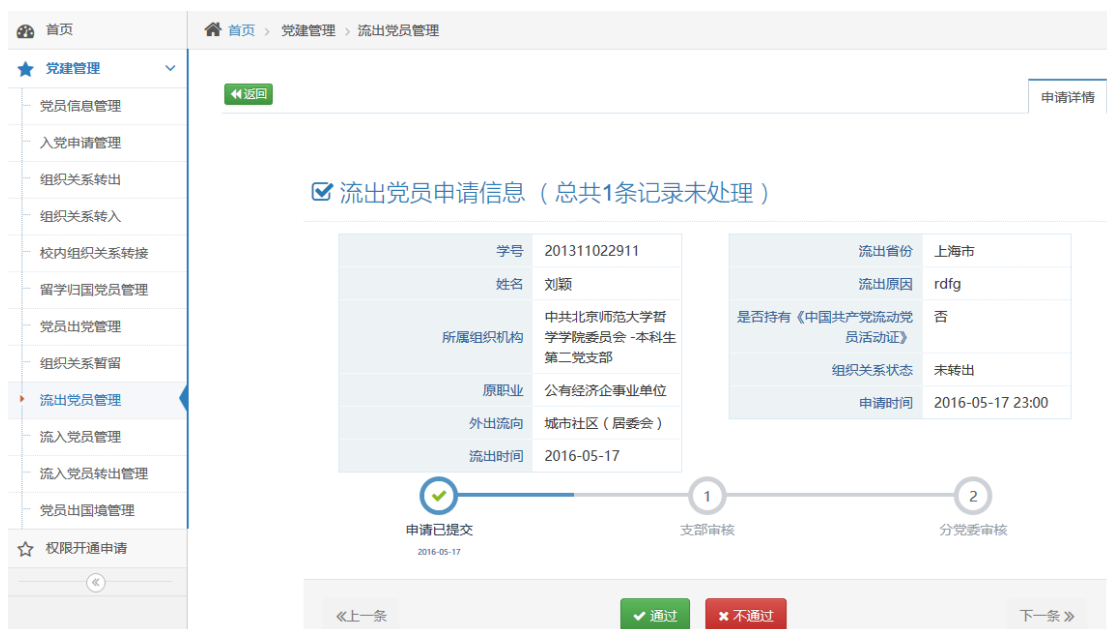 首页
首页 > 党建管理 > 流出党员管理
党建管理
党员信息管理
入党申请管理
组织关系转出
组织关系转入
校内组织关系转接
留学归国党员管理
党员出党管理
组织关系暂留
流出党员管理
流入党员管理
流入党员转出管理
党员出国境管理
权限开通申请
返回
申请详情
流出党员申请信息（总共1条记录未处理）
学号 201311022911
姓名 刘颖
所属组织机构 中共北京师范大学哲
学学院委员会 -本科生
第二党支部
原职业 公有经济企事业单位
外出流向 城市社区（居委会）
流出时间 2016-05-17
流出省份 上海市
流出原因 rdfg
是否持有《中国共产党流动党 否
员活动证》
组织关系状态 未转出
申请时间 2016-05-17 23:00
1
2
申请已提交
支部审核
分党委审核
2016-05-17
《上一条
通过
不通过
下一条》